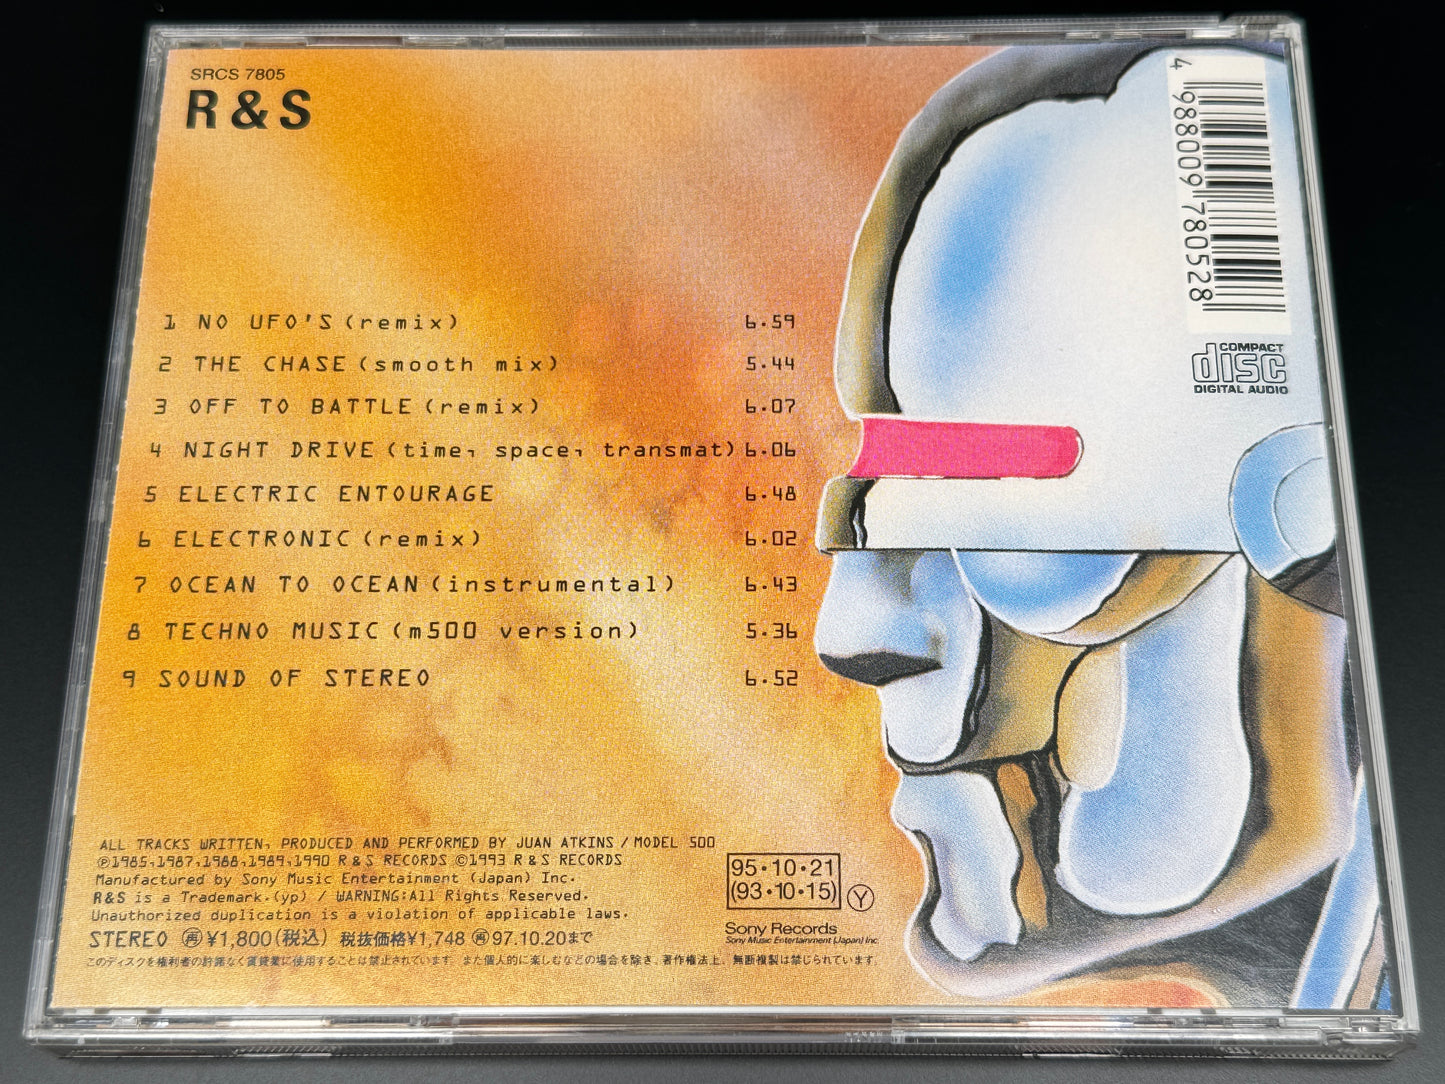 SRCS 7805
R & S
4 988009 780528
COMPACT
disc
DIGITAL AUDIO
1 NO UFO'S (remix) 6.59
2 THE CHASE (smooth mix) 5.44
3 OFF TO BATTLE (remix) 6.07
4 NIGHT DRIVE (time, space, transmat) 6.06
5 ELECTRIC ENTOURAGE 6.48
6 ELECTRONIC (remix) 6.02
7 OCEAN TO OCEAN (instrumental) 6.43
8 TECHNO MUSIC (m500 version) 5.36
9 SOUND OF STEREO 6.52
ALL TRACKS WRITTEN, PRODUCED AND PERFORMED BY JUAN ATKINS / MODEL 500
℗1985,1987,1988,1989,1990 R & S RECORDS ©1993 R & S RECORDS
Manufactured by Sony Music Entertainment (Japan) Inc.
R&S is a Trademark.(yp) / WARNING:All Rights Reserved.
Unauthorized duplication is a violation of applicable laws.
STEREO ㊢¥1,800(税込) 税抜価格¥1,748 ㊢97.10.20まで
このディスクを権利者の許諾なく賃貸業に使用することは禁止されています。また個人的に楽しむなどの場合を除き、著作権法上、無断複製は禁じられています。
95・10・21
(93・10・15) Ⓨ
Sony Records
Sony Music Entertainment (Japan) Inc.